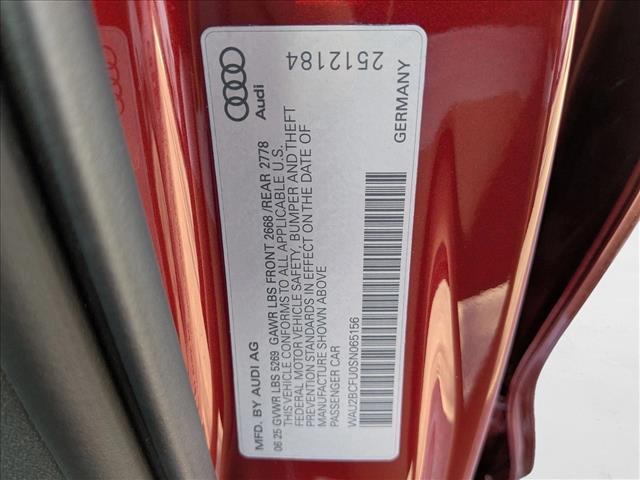 MFD. BY AUDI AG
06 25 GVWR LBS 5269 GAWR LBS FRONT 2668 /REAR 2778
THIS VEHICLE CONFORMS TO ALL APPLICABLE U.S.
FEDERAL MOTOR VEHICLE SAFETY, BUMPER AND THEFT
PREVENTION STANDARDS IN EFFECT ON THE DATE OF
MANUFACTURE SHOWN ABOVE
PASSENGER CAR
WAU2BCFU0SN065156
Audi
2512184
GERMANY